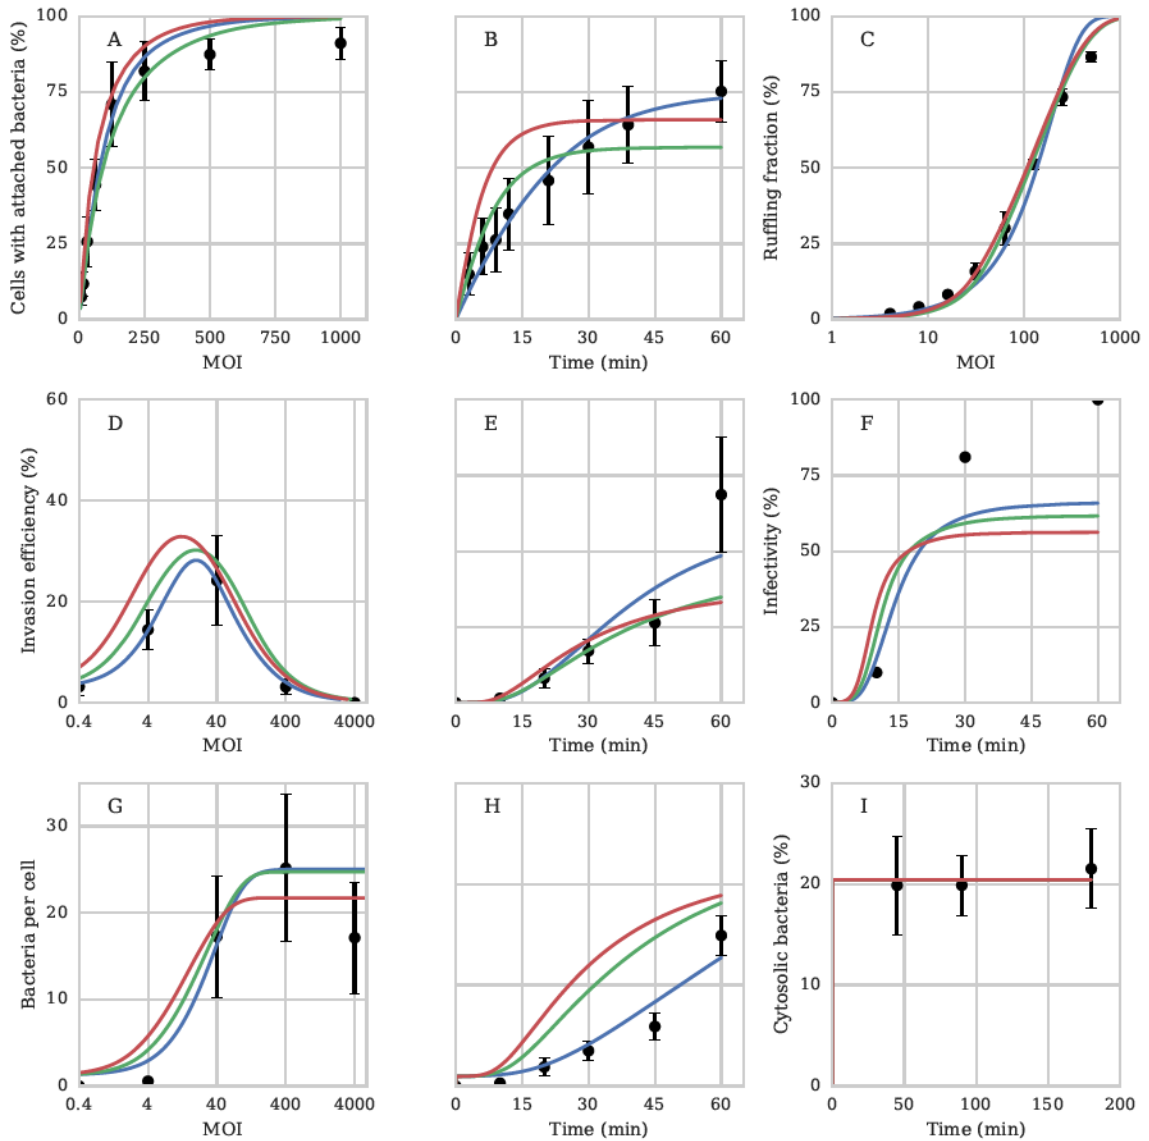 A
Cells with attached bacteria (%)
100
75
50
25
0
0 250 500 750 1000
MOI
B
0 15 30 45 60
Time (min)
C
Ruffling fraction (%)
100
75
50
25
0
1 10 100 1000
MOI
D
Invasion efficiency (%)
60
40
20
0
0.4 4 40 400 4000
MOI
E
0 15 30 45 60
Time (min)
F
Infectivity (%)
100
75
50
25
0
0 15 30 45 60
Time (min)
G
Bacteria per cell
30
20
10
0
0.4 4 40 400 4000
MOI
H
0 15 30 45 60
Time (min)
I
Cytosolic bacteria (%)
30
20
10
0
0 50 100 150 200
Time (min)